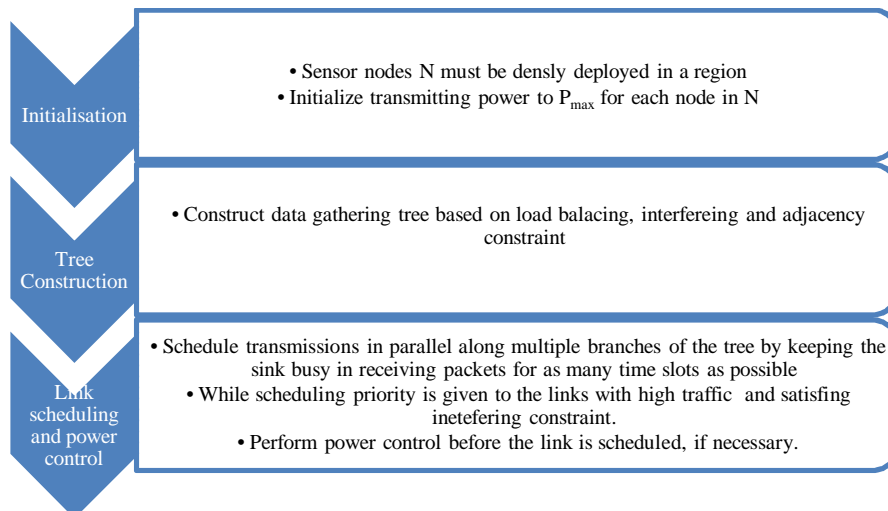 Initialisation
• Sensor nodes N must be densly deployed in a region
• Initialize transmitting power to Pmax for each node in N
Tree
Construction
• Construct data gathering tree based on load balacing, interfereing and adjacency
constraint
Link
scheduling
and power
control
• Schedule transmissions in parallel along multiple branches of the tree by keeping the
sink busy in receiving packets for as many time slots as possible
• While scheduling priority is given to the links with high traffic and satisfing
inetefering constraint.
• Perform power control before the link is scheduled, if necessary.